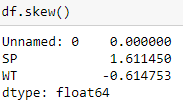 df.skew()
Unnamed: 0    0.000000
SP            1.611450
WT           -0.614753
dtype: float64